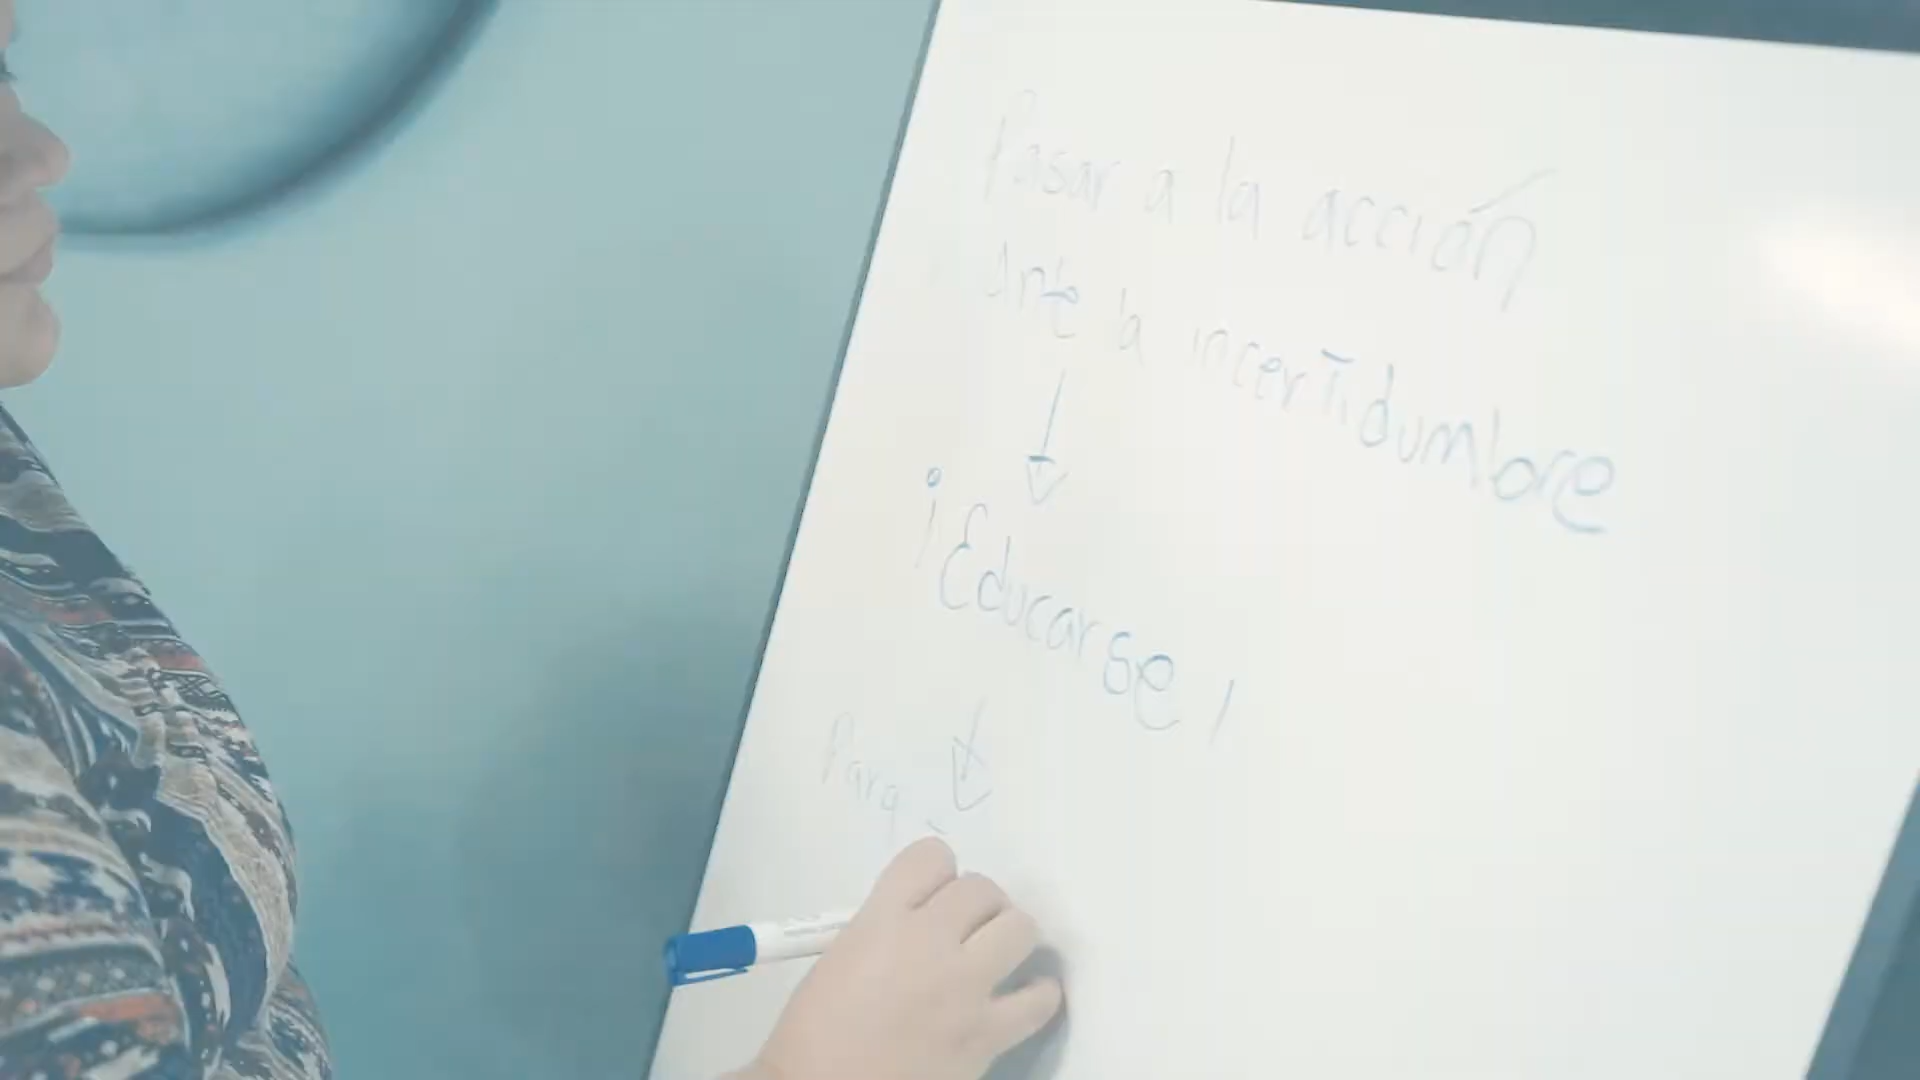 Pasar a la acción
Ante la incertidumbre
¡Educarse!
Para